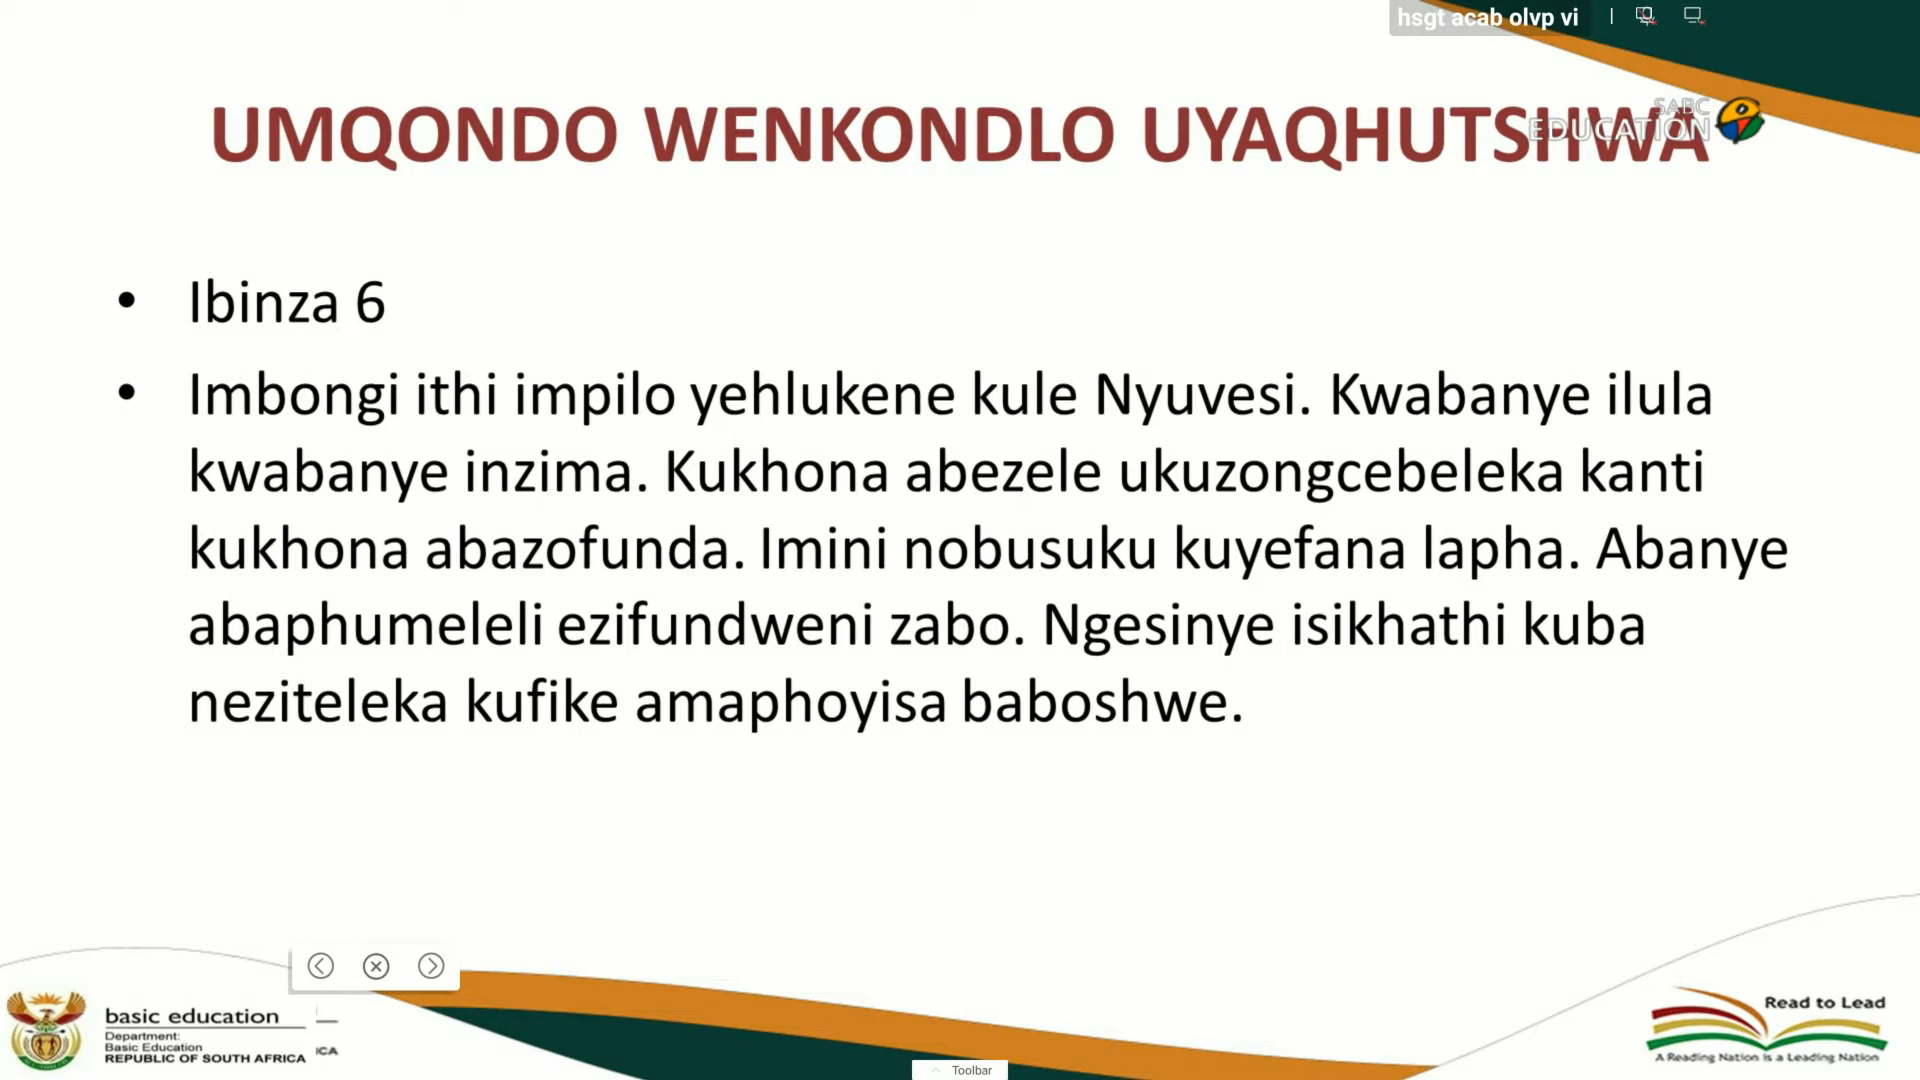 hsgt acab olvp vi
SABC
EDUCATION
UMQONDO WENKONDLO UYAQHUTSHWA
• Ibinza 6
• Imbongi ithi impilo yehlukene kule Nyuvesi. Kwabanye ilula
kwabanye inzima. Kukhona abezele ukuzongcebeleka kanti
kukhona abazofunda. Imini nobusuku kuyefana lapha. Abanye
abaphumeleli ezifundweni zabo. Ngesinye isikhathi kuba
neziteleka kufike amaphoyisa baboshwe.
basic education
Department:
Basic Education
REPUBLIC OF SOUTH AFRICA
ICA
Toolbar
Read to Lead
A Reading Nation is a Leading Nation